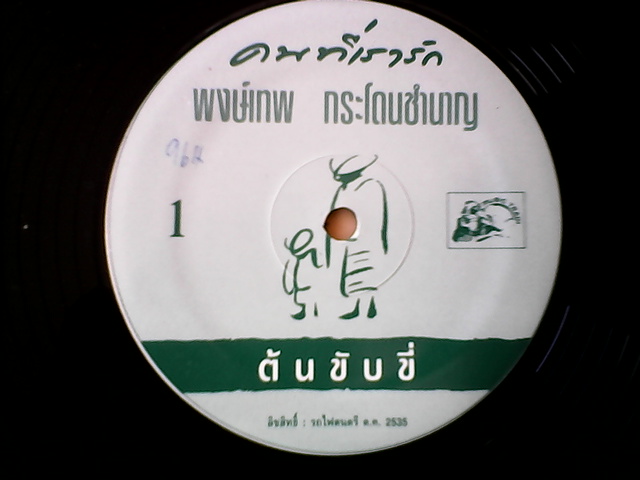 คนที่เรารัก
พงษ์เทพ กระโดนชำนาญ
1
ตันขับขี่
ลิขสิทธิ์ : รถไฟดนตรี ต.ค. 2535